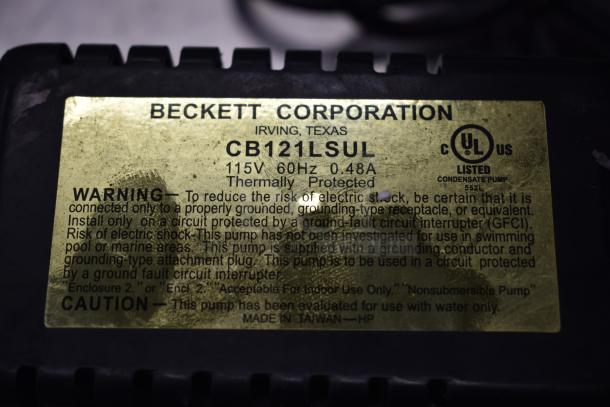 BECKETT CORPORATION
IRVING, TEXAS
CB121LSUL
115V 60Hz 0.48A
Thermally Protected
C UL US
LISTED
CONDENSATE PUMP
553L
WARNING — To reduce the risk of electric shock, be certain that it is
connected only to a properly grounded, grounding-type receptacle, or equivalent.
Install only on a circuit protected by a ground-fault circuit interrupter (GFCI).
Risk of electric shock-This pump has not been investigated for use in swimming
pool or marine areas. This pump is supplied with a grounding conductor and
grounding-type attachment plug. This pump is to be used in a circuit protected
by a ground fault circuit interrupter.
Enclosure 2." or "Encl 2." "Acceptable For Indoor Use Only." "Nonsubmersible Pump"
CAUTION — This pump has been evaluated for use with water only.
MADE IN TAIWAN—HP